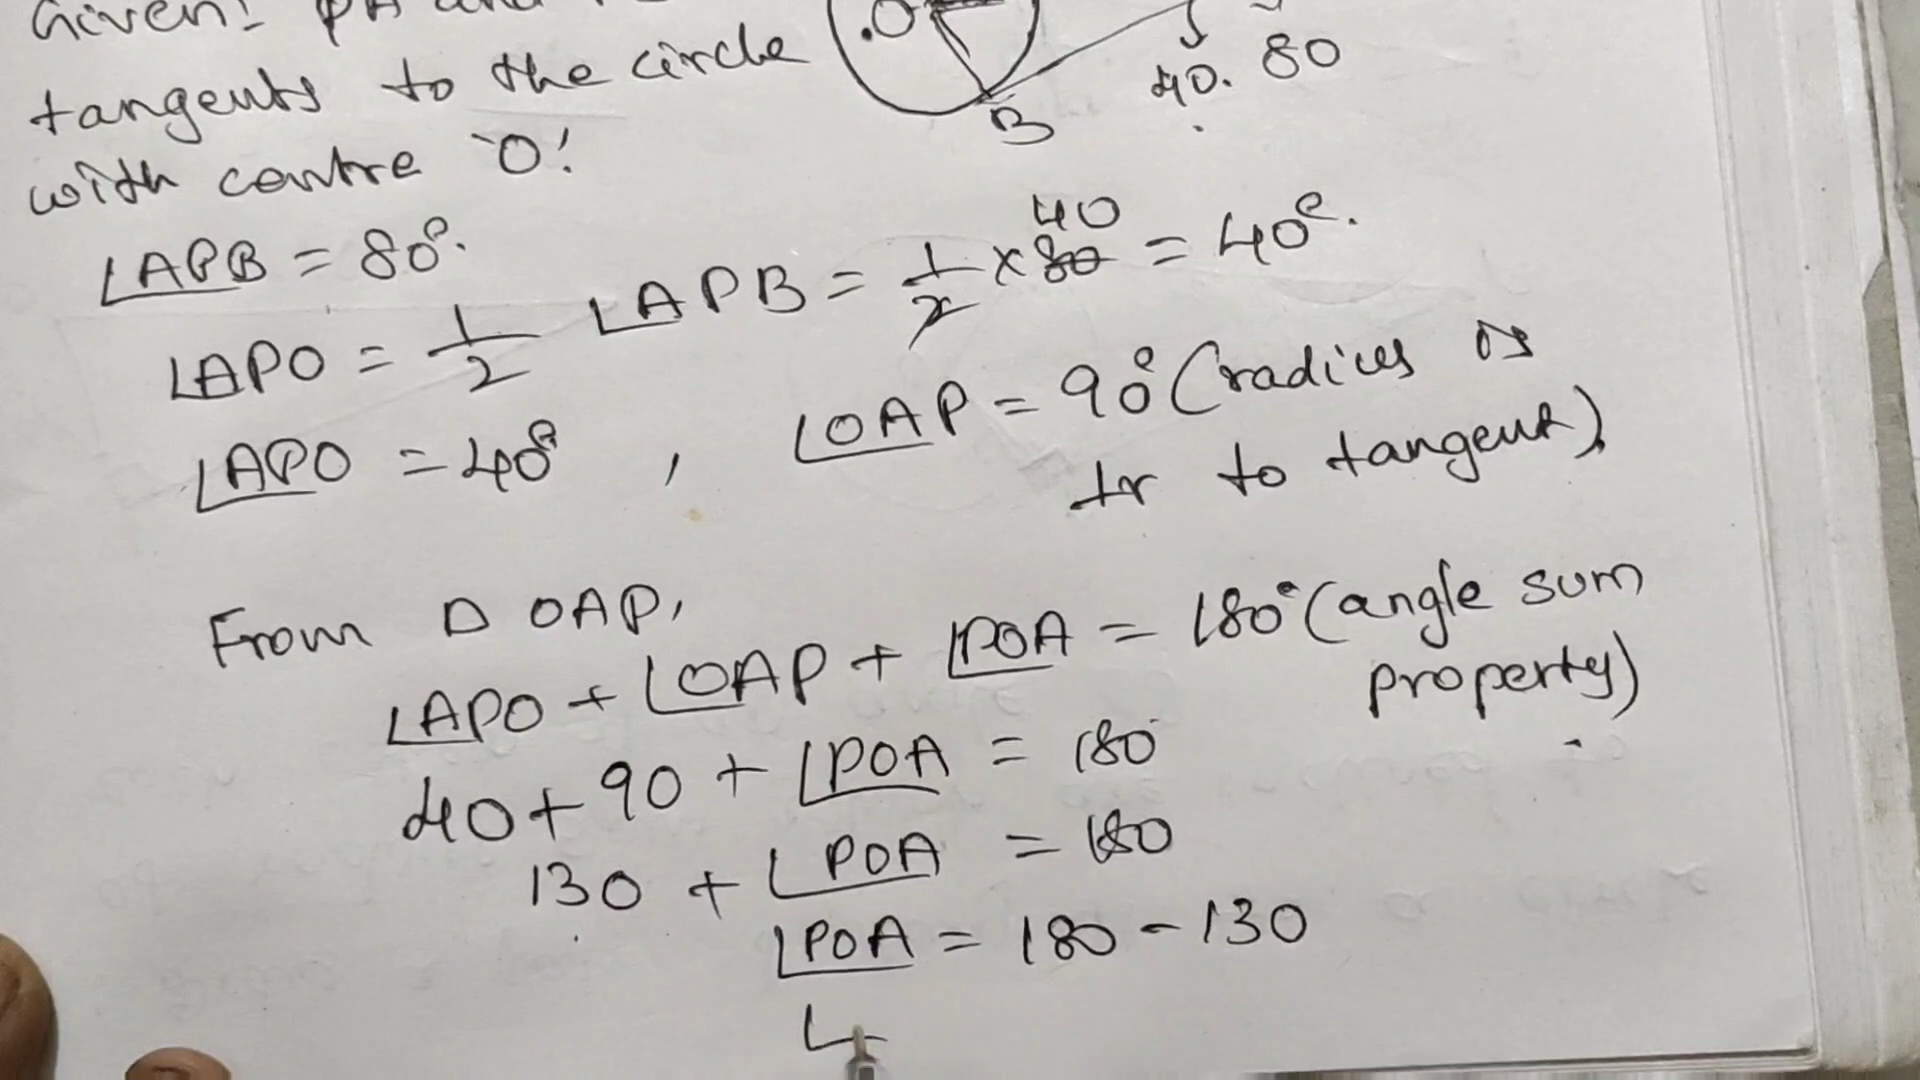 Given: PA and
tangents to the circle
with centre 'O'.
.O
B
40. 80
∠APB = 80°.
∠APO = 1/2 ∠APB = 1/2 × 80 = 40°.
40
∠APO = 40° , ∠OAP = 90° (radius is
⊥r to tangent)
From Δ OAP,
∠APO + ∠OAP + ∠POA = 180° (angle sum
property)
40 + 90 + ∠POA = 180
130 + ∠POA = 180
∠POA = 180 - 130
∠